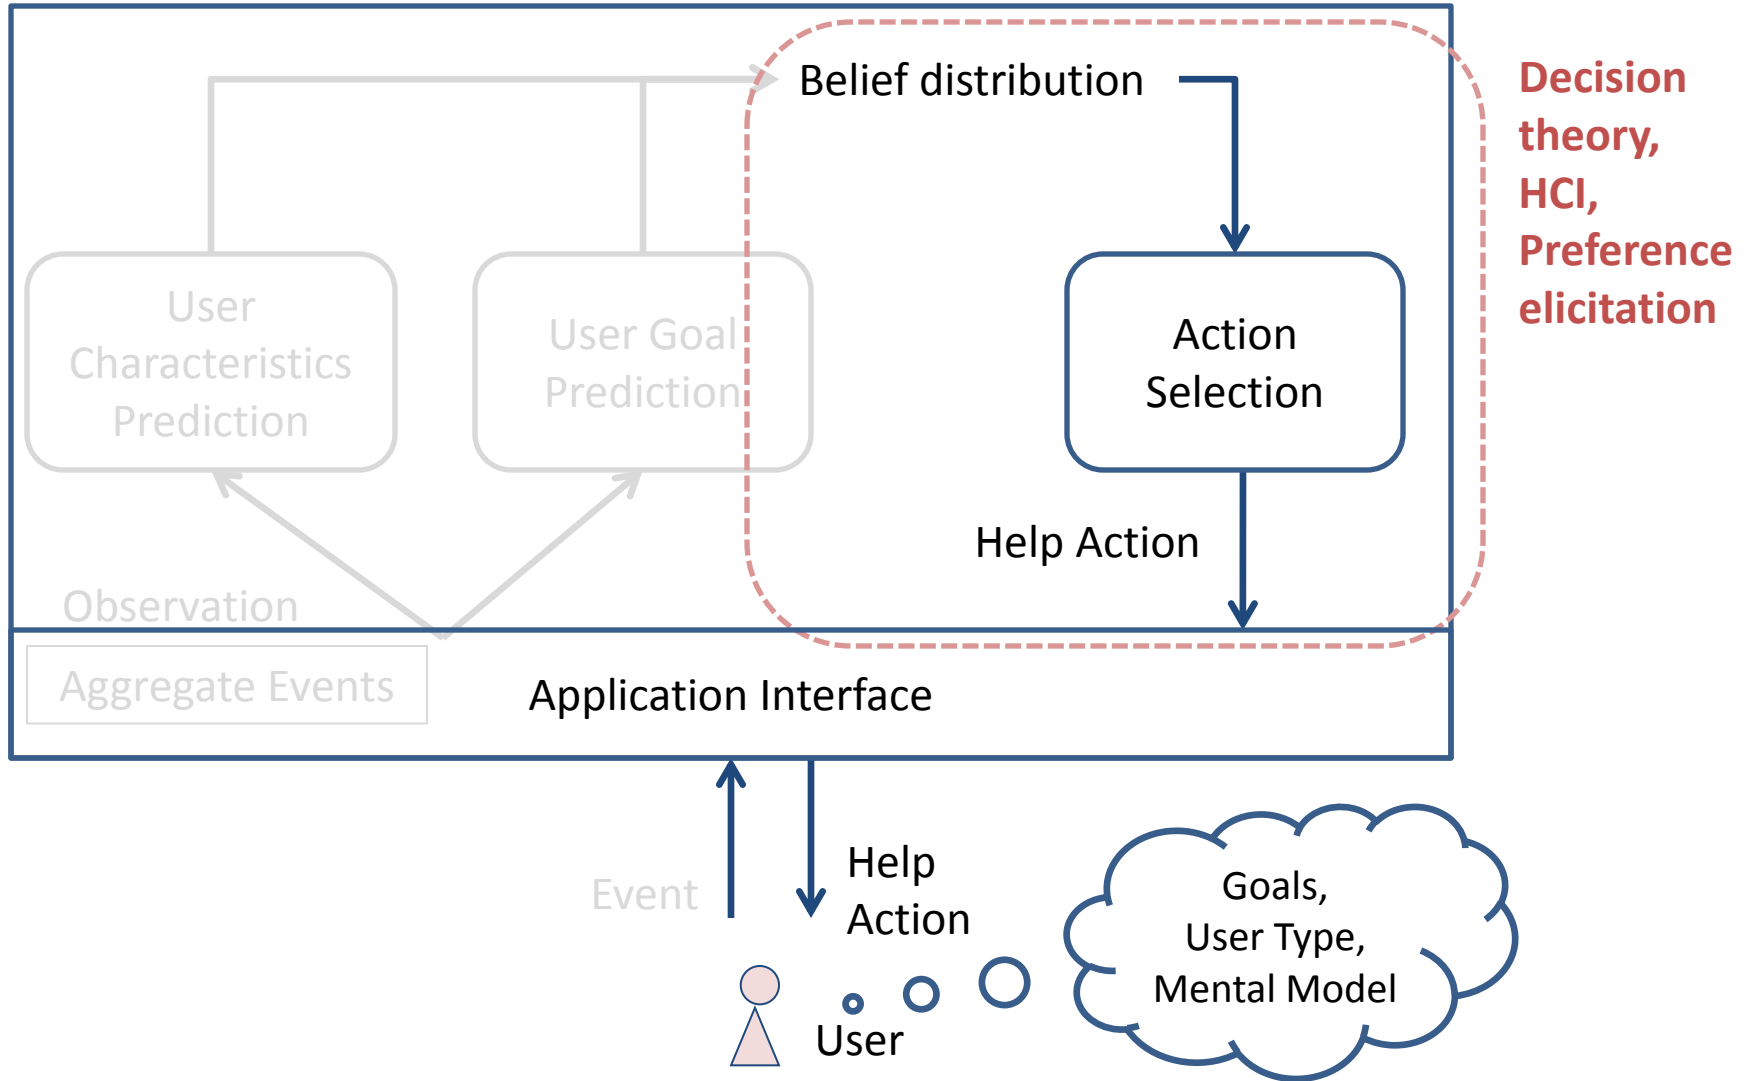 Belief distribution
Decision
theory,
HCI,
Preference
elicitation
User
Characteristics
Prediction
User Goal
Prediction
Action
Selection
Help Action
Observation
Aggregate Events
Application Interface
Event
Help
Action
Goals,
User Type,
Mental Model
User